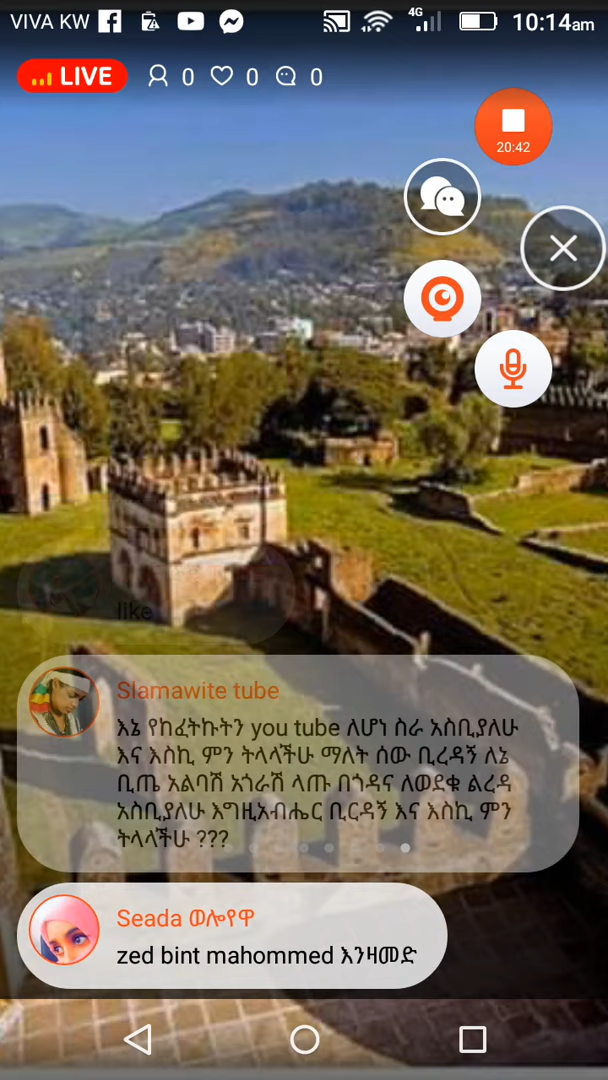 VIVA KW 4G 10:14am
LIVE 0 0 0
20:42
like
Slamawite tube
እኔ የከፈትኩትን you tube ለሆነ ስራ አስቢያለሁ
እና እስኪ ምን ትላላችሁ ማለት ሰው ቢረዳኝ ለኔ
ቢጤ አልባሽ አጎራሽ ላጡ በጎዳና ለወደቁ ልረዳ
አስቢያለሁ እግዚአብሔር ቢርዳኝ እና እስኪ ምን
ትላላችሁ ???
Seada ወሎየዋ
zed bint mahommed እንዛመድ